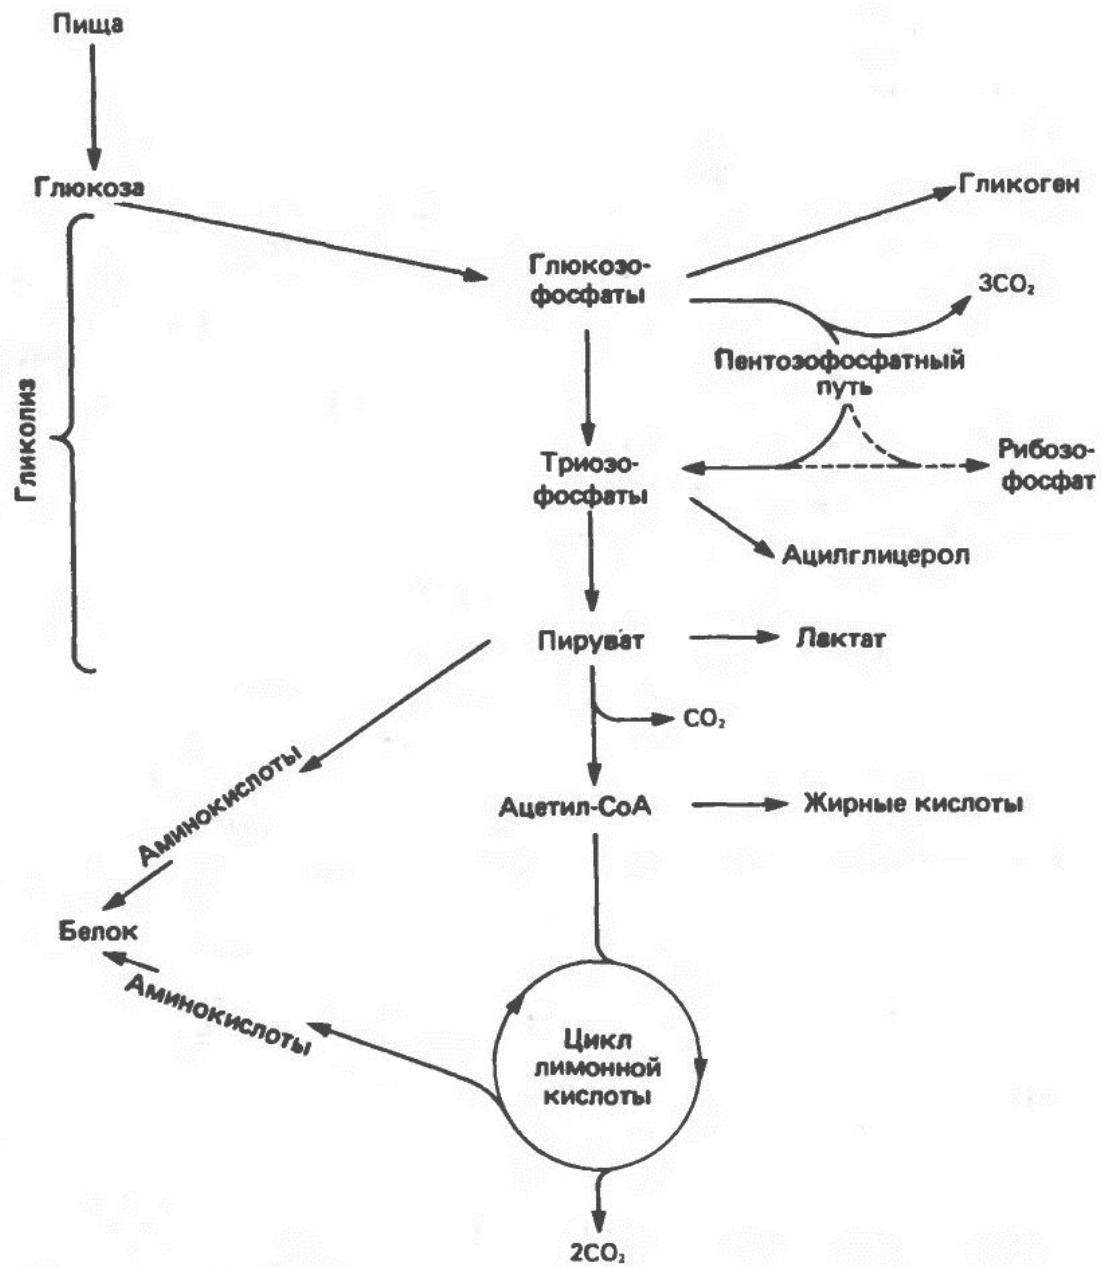 Пища
Глюкоза
Гликоген
Глюкозо-
фосфаты
3CO₂
Пентозофосфатный
путь
Гликолиз
Триозо-
фосфаты
Рибозо-
фосфат
Ацилглицерол
Пируват
Лактат
CO₂
Аминокислоты
Ацетил-CoA
Жирные кислоты
Белок
Аминокислоты
Цикл
лимонной
кислоты
2CO₂